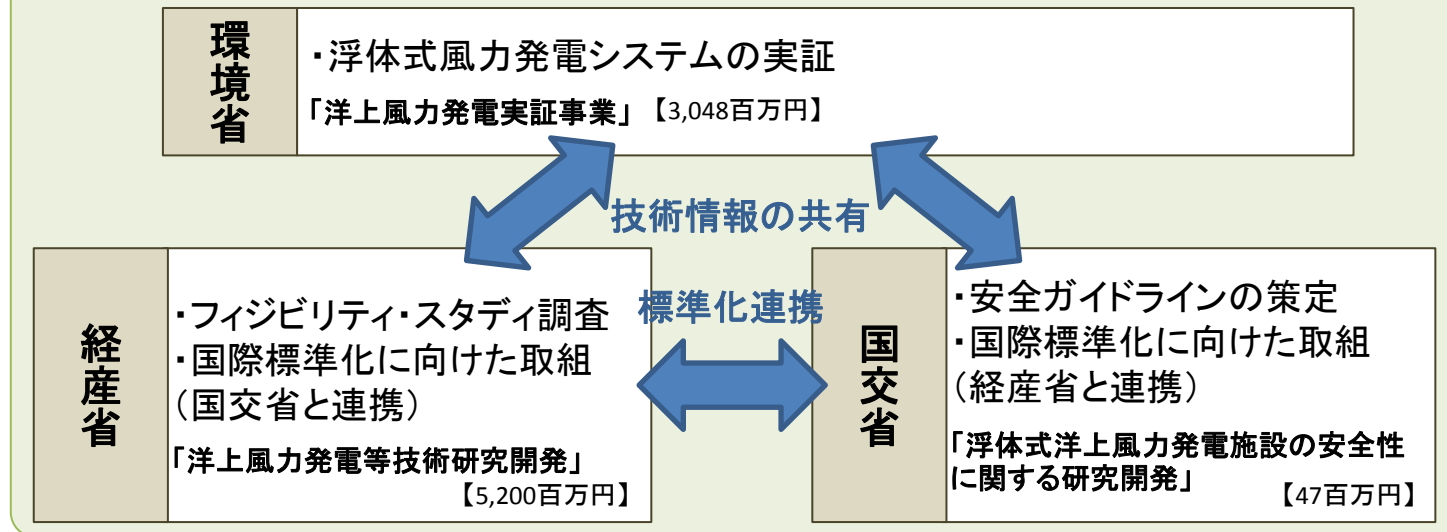 環境省
・浮体式風力発電システムの実証
「洋上風力発電実証事業」【3,048百万円】
技術情報の共有
標準化連携
経産省
・フィジビリティ・スタディ調査
・国際標準化に向けた取組
（国交省と連携）
「洋上風力発電等技術研究開発」
【5,200百万円】
国交省
・安全ガイドラインの策定
・国際標準化に向けた取組
（経産省と連携）
「浮体式洋上風力発電施設の安全性
に関する研究開発」 【47百万円】